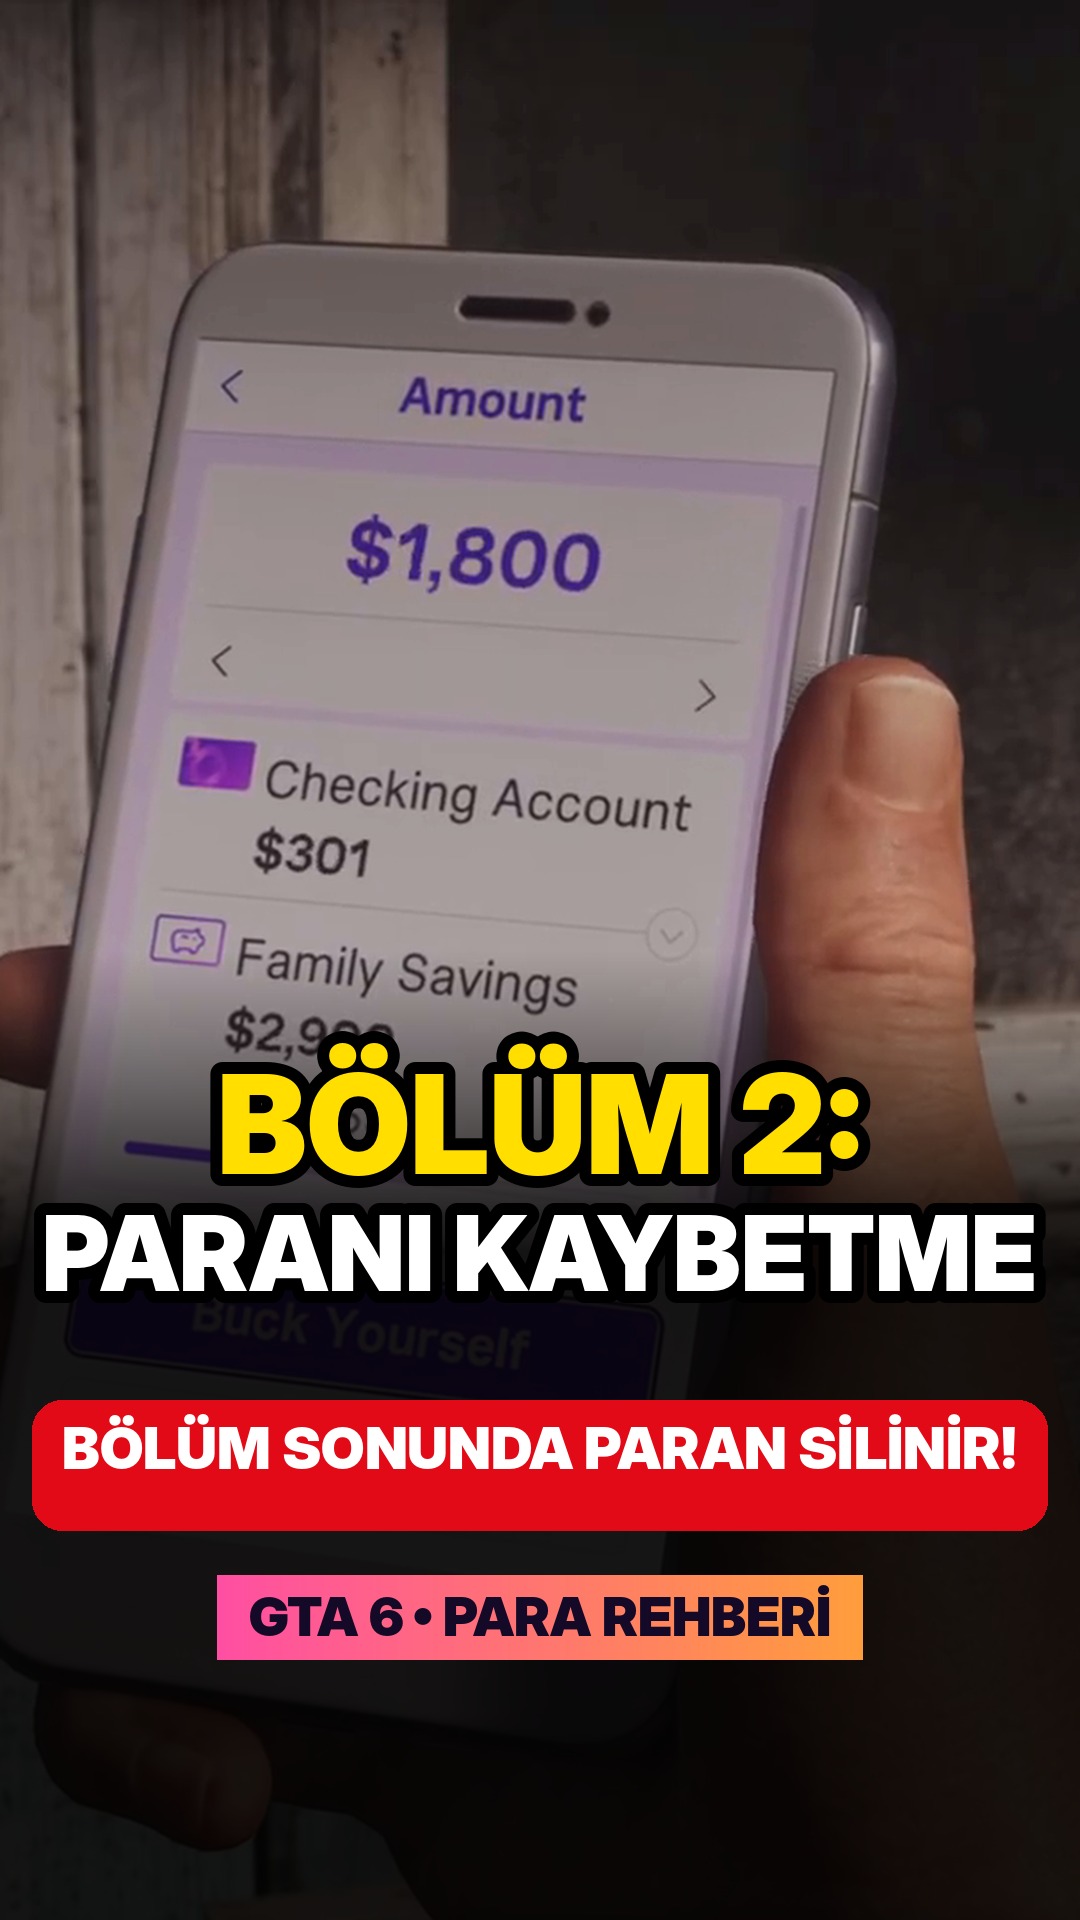 Amount
$1,800
Checking Account
$301
Family Savings
BÖLÜM 2:
PARANI KAYBETME
Buck Yourself
BÖLÜM SONUNDA PARAN SİLİNİR!
GTA 6 • PARA REHBERİ